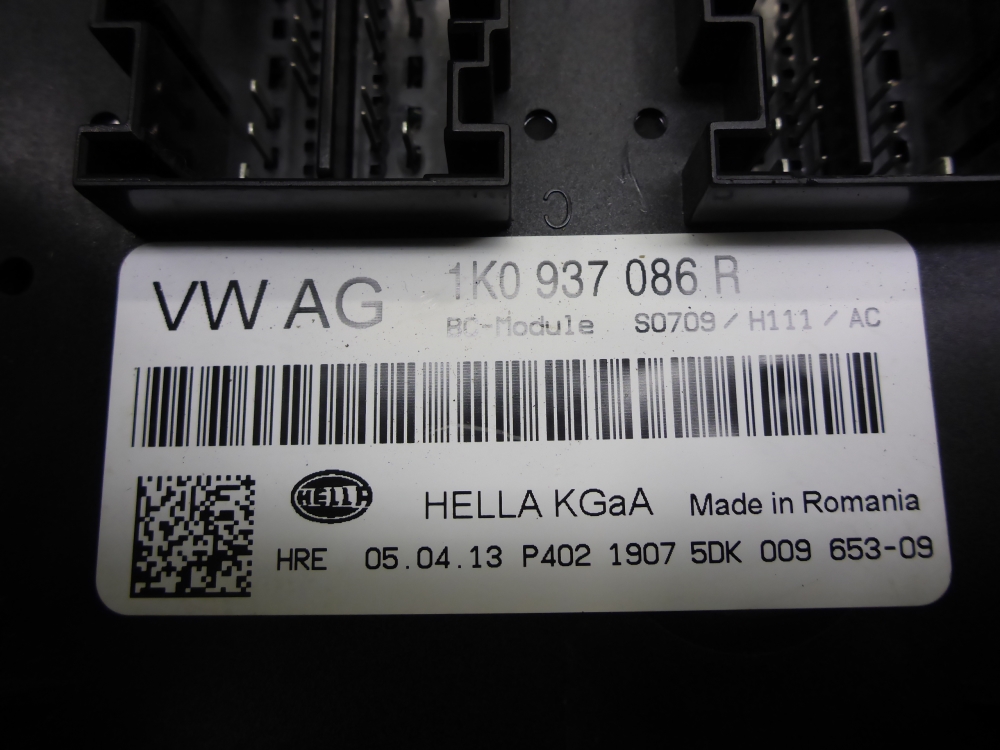 C
VW AG 1K0 937 086 R
BC-Module S0709 / H111 / AC
HELLA HELLA KGaA Made in Romania
HRE 05.04.13 P402 1907 5DK 009 653-09